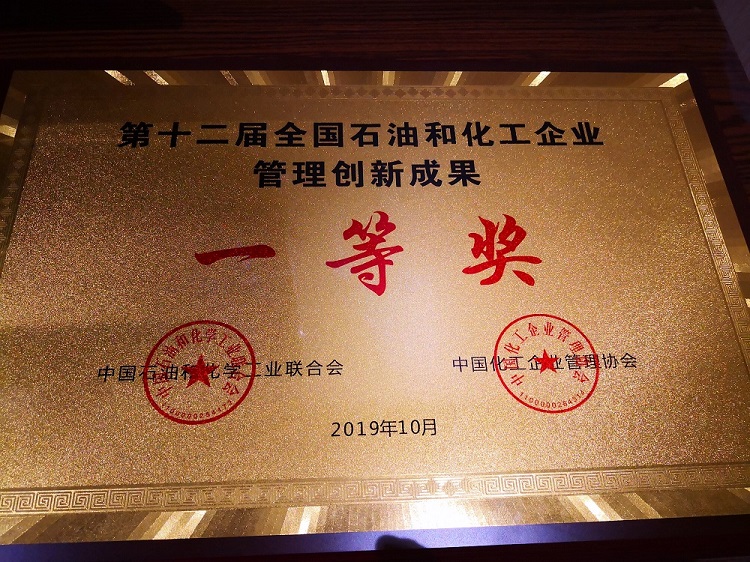 第十二届全国石油和化工企业
管理创新成果
一等奖
中国石油和化学工业联合会
中国化工企业管理协会
2019年10月